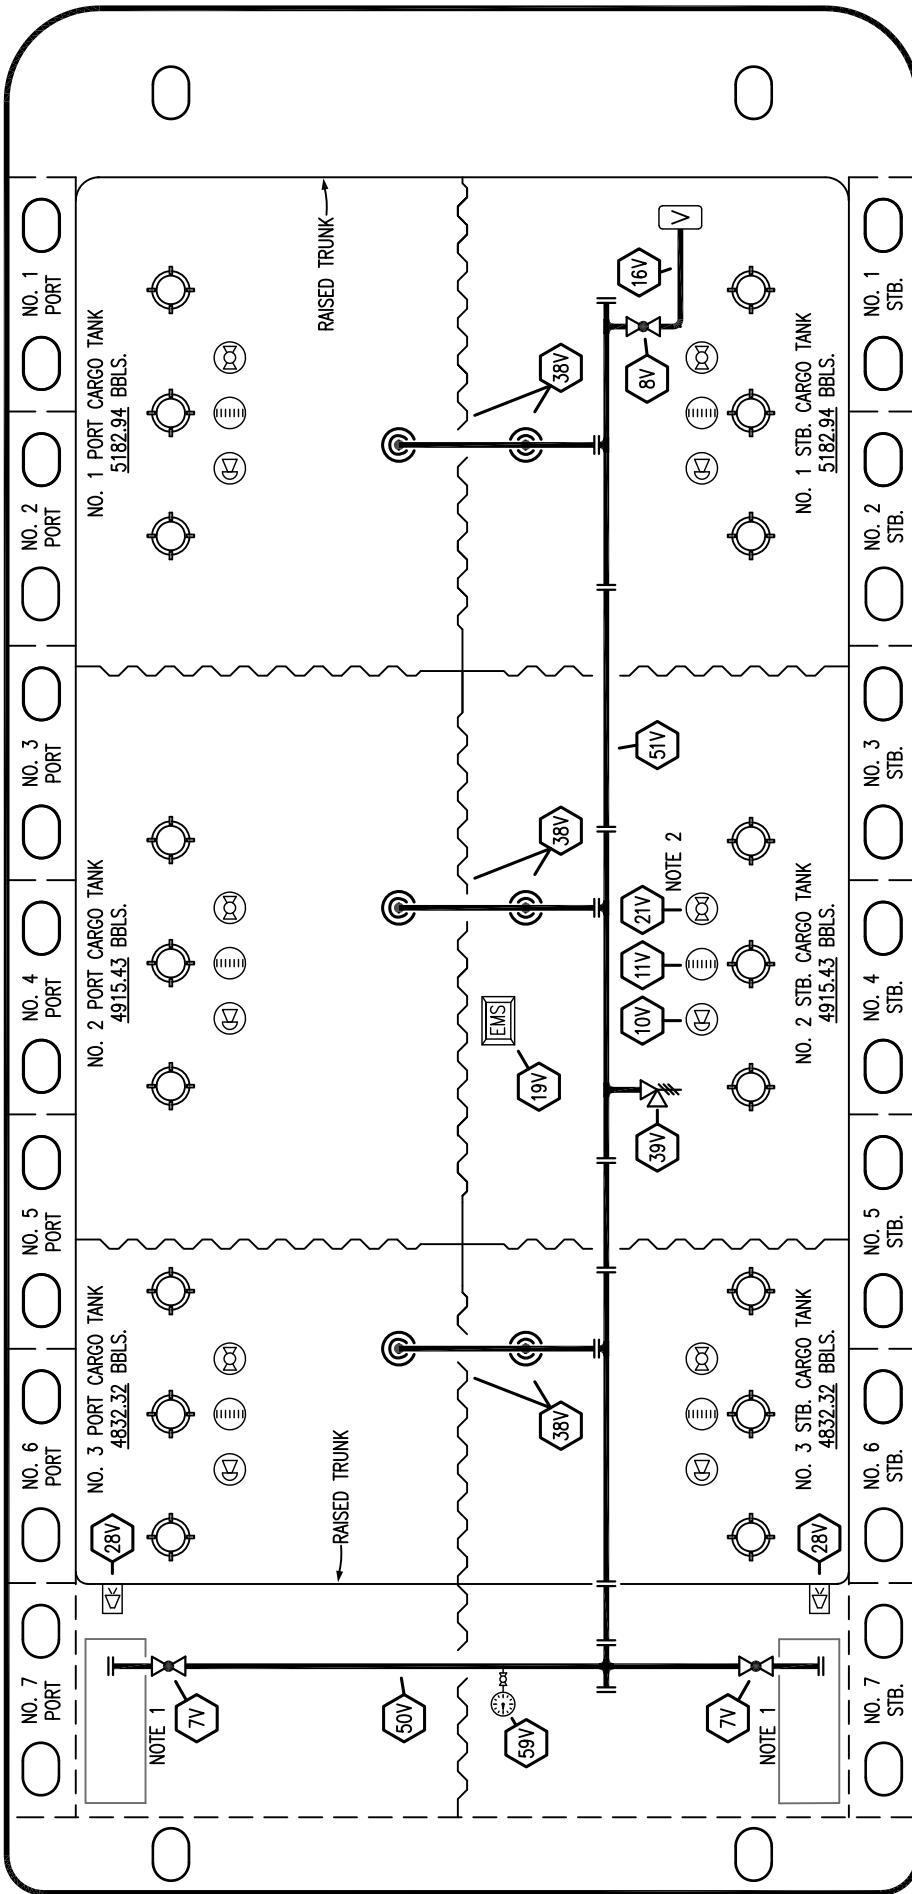 NO. 1
PORT
NO. 2
PORT
NO. 3
PORT
NO. 4
PORT
NO. 5
PORT
NO. 6
PORT
NO. 7
PORT
NO. 1 PORT CARGO TANK
5182.94 BBLS.
NO. 2 PORT CARGO TANK
4915.43 BBLS.
NO. 3 PORT CARGO TANK
4832.32 BBLS.
RAISED TRUNK
RAISED TRUNK
28V
NOTE 1
7V
50V
59V
38V
38V
38V
EMS
19V
39V
10V
11V
21V
NOTE 2
51V
8V
16V
V
7V
NOTE 1
28V
NO. 1 STB. CARGO TANK
5182.94 BBLS.
NO. 2 STB. CARGO TANK
4915.43 BBLS.
NO. 3 STB. CARGO TANK
4832.32 BBLS.
NO. 1
STB.
NO. 2
STB.
NO. 3
STB.
NO. 4
STB.
NO. 5
STB.
NO. 6
STB.
NO. 7
STB.